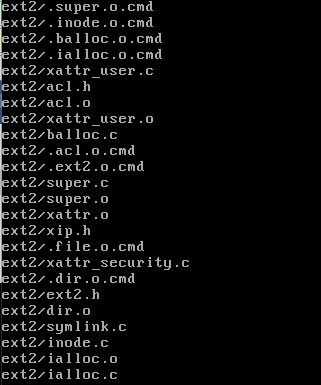 ext2/.super.o.cmd
ext2/.inode.o.cmd
ext2/.balloc.o.cmd
ext2/.ialloc.o.cmd
ext2/xattr_user.c
ext2/acl.h
ext2/acl.o
ext2/xattr_user.o
ext2/balloc.c
ext2/.acl.o.cmd
ext2/.ext2.o.cmd
ext2/super.c
ext2/super.o
ext2/xattr.o
ext2/xip.h
ext2/.file.o.cmd
ext2/xattr_security.c
ext2/.dir.o.cmd
ext2/ext2.h
ext2/dir.o
ext2/symlink.c
ext2/inode.c
ext2/ialloc.o
ext2/ialloc.c